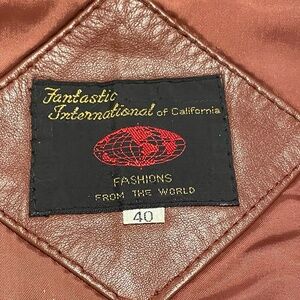 Fantastic
International of California
FASHIONS
FROM THE WORLD
40